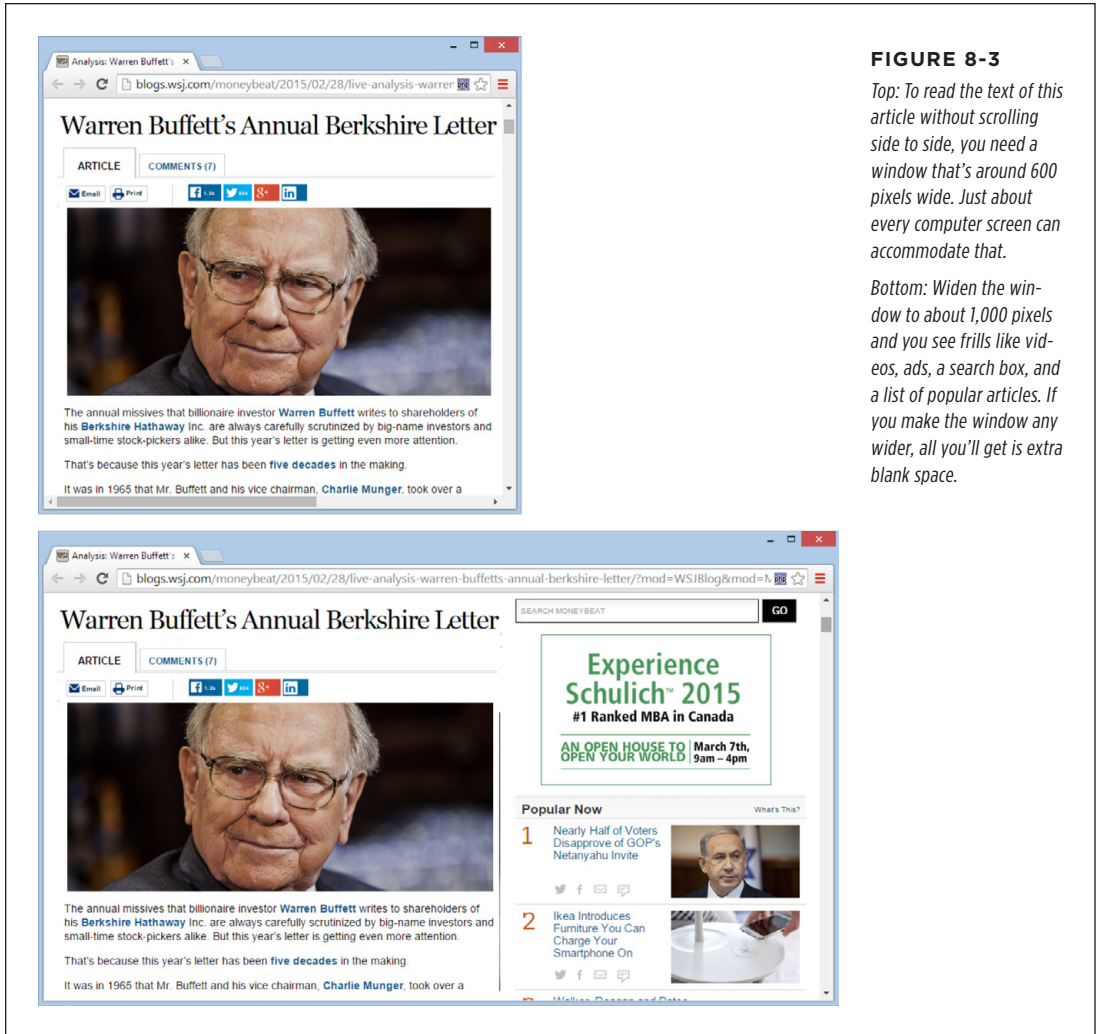 WSJ Analysis: Warren Buffett's ×
blogs.wsj.com/moneybeat/2015/02/28/live-analysis-warren php
Warren Buffett's Annual Berkshire Letter
ARTICLE COMMENTS (7)
Email Print f 1.2k 8+ in
The annual missives that billionaire investor Warren Buffett writes to shareholders of
his Berkshire Hathaway Inc. are always carefully scrutinized by big-name investors and
small-time stock-pickers alike. But this year's letter is getting even more attention.
That's because this year's letter has been five decades in the making.
It was in 1965 that Mr. Buffett and his vice chairman, Charlie Munger, took over a
WSJ Analysis: Warren Buffett's ×
blogs.wsj.com/moneybeat/2015/02/28/live-analysis-warren-buffetts-annual-berkshire-letter/?mod=WSJBlog&mod=M php
Warren Buffett's Annual Berkshire Letter
ARTICLE COMMENTS (7)
Email Print f 1.2k 8+ in
The annual missives that billionaire investor Warren Buffett writes to shareholders of
his Berkshire Hathaway Inc. are always carefully scrutinized by big-name investors and
small-time stock-pickers alike. But this year's letter is getting even more attention.
That's because this year's letter has been five decades in the making.
It was in 1965 that Mr. Buffett and his vice chairman, Charlie Munger, took over a
SEARCH MONEYBEAT GO
Experience
Schulich™ 2015
#1 Ranked MBA in Canada
AN OPEN HOUSE TO
OPEN YOUR WORLD
March 7th,
9am – 4pm
Popular Now What's This?
1 Nearly Half of Voters
Disapprove of GOP's
Netanyahu Invite
2 Ikea Introduces
Furniture You Can
Charge Your
Smartphone On
FIGURE 8-3
Top: To read the text of this
article without scrolling
side to side, you need a
window that's around 600
pixels wide. Just about
every computer screen can
accommodate that.
Bottom: Widen the win-
dow to about 1,000 pixels
and you see frills like vid-
eos, ads, a search box, and
a list of popular articles. If
you make the window any
wider, all you'll get is extra
blank space.